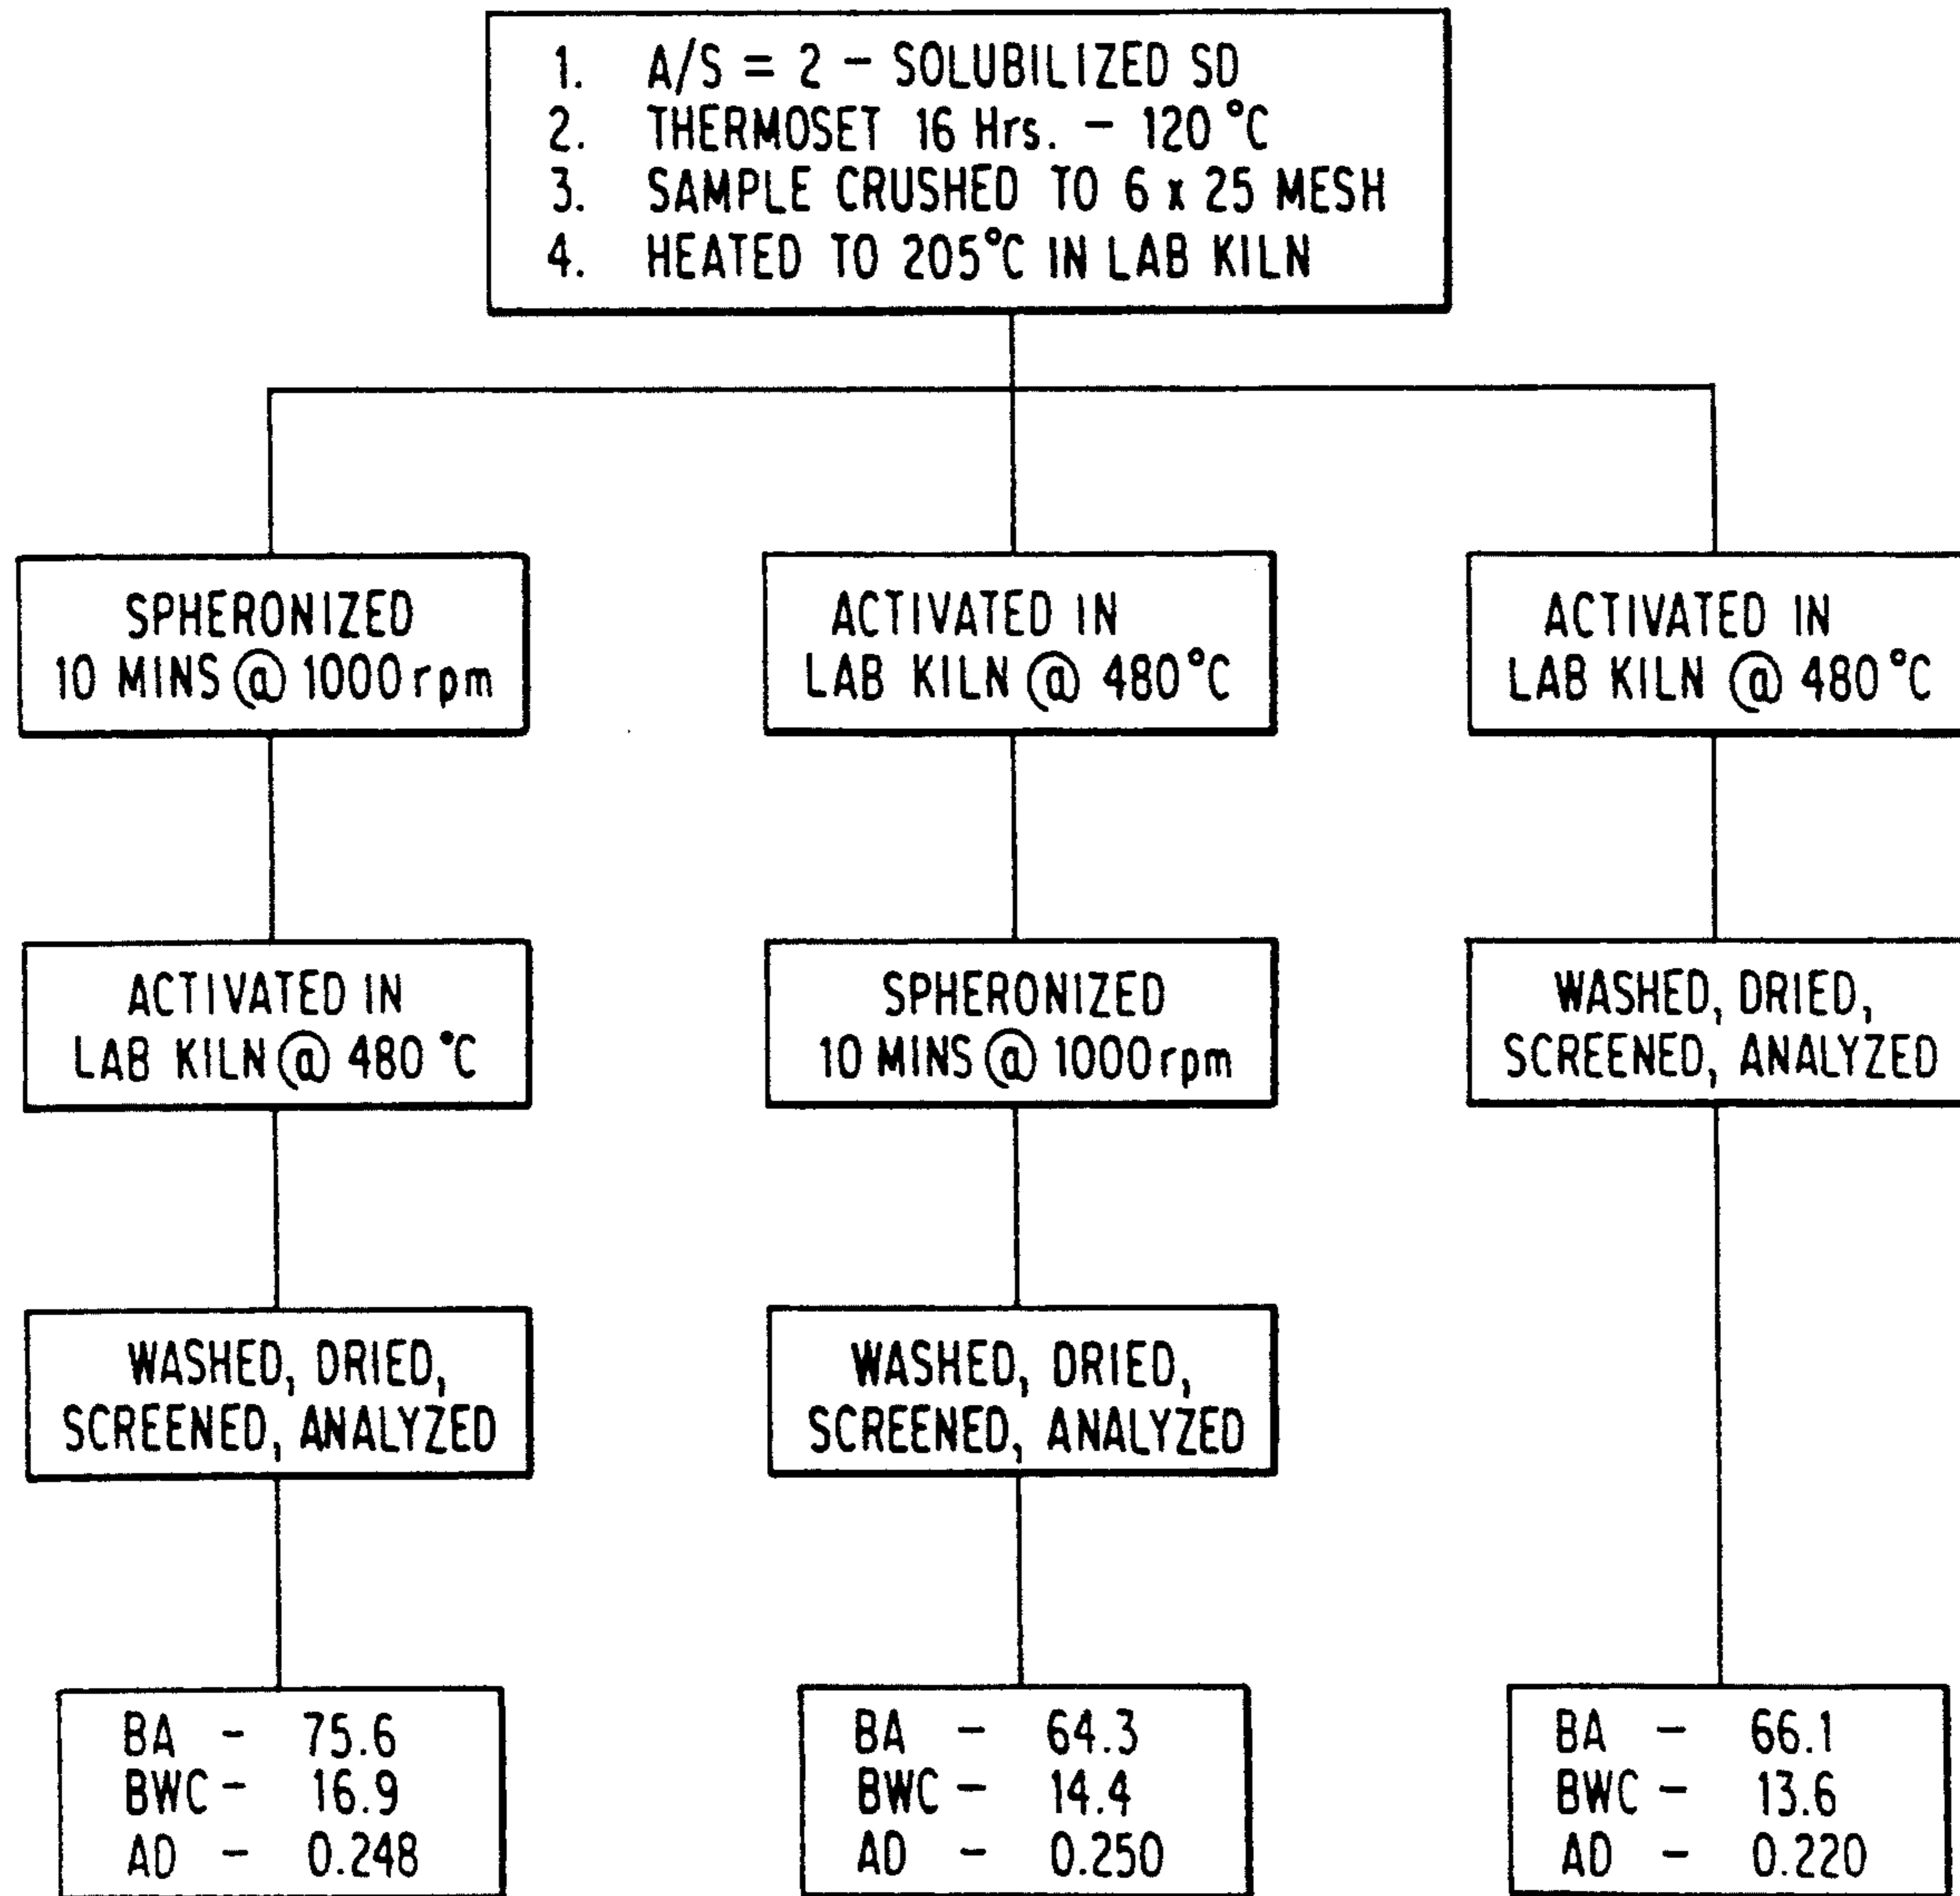 1. A/S = 2 – SOLUBILIZED SD
2. THERMOSET 16 Hrs. – 120 °C
3. SAMPLE CRUSHED TO 6 x 25 MESH
4. HEATED TO 205°C IN LAB KILN
SPHERONIZED
10 MINS @ 1000 rpm
ACTIVATED IN
LAB KILN @ 480 °C
WASHED, DRIED,
SCREENED, ANALYZED
BA - 75.6
BWC - 16.9
AD - 0.248
ACTIVATED IN
LAB KILN @ 480 °C
SPHERONIZED
10 MINS @ 1000 rpm
WASHED, DRIED,
SCREENED, ANALYZED
BA - 64.3
BWC - 14.4
AD - 0.250
ACTIVATED IN
LAB KILN @ 480 °C
WASHED, DRIED,
SCREENED, ANALYZED
BA - 66.1
BWC - 13.6
AD - 0.220